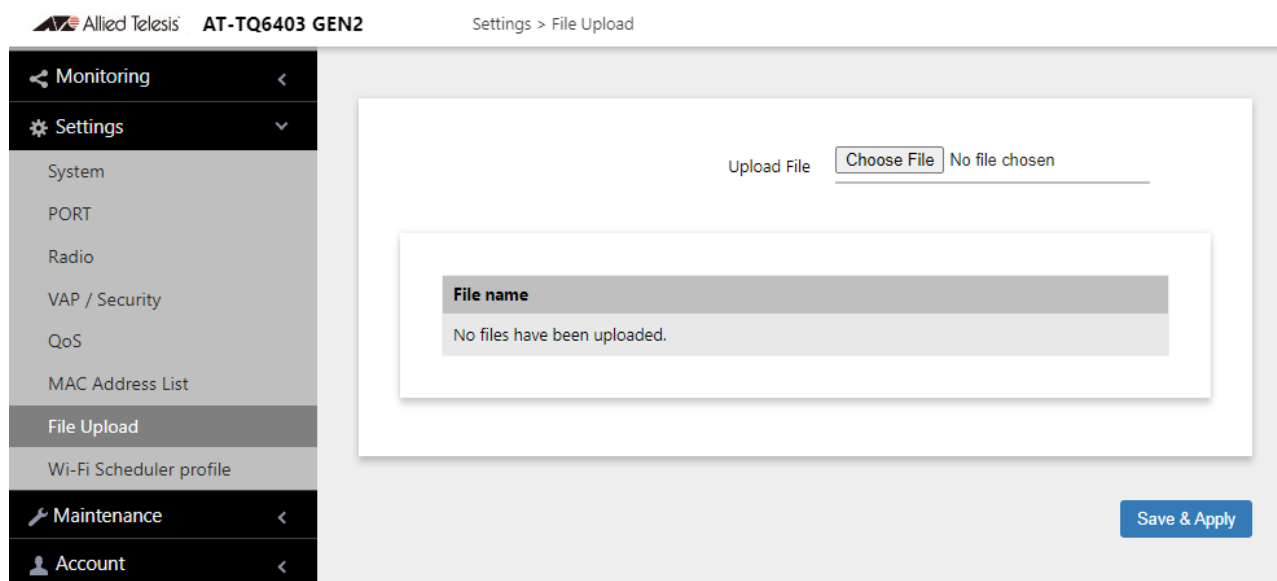 Allied Telesis AT-TQ6403 GEN2 Settings > File Upload
Monitoring
Settings
System
PORT
Radio
VAP / Security
QoS
MAC Address List
File Upload
Wi-Fi Scheduler profile
Maintenance
Account
Upload File Choose File No file chosen
File name
No files have been uploaded.
Save & Apply